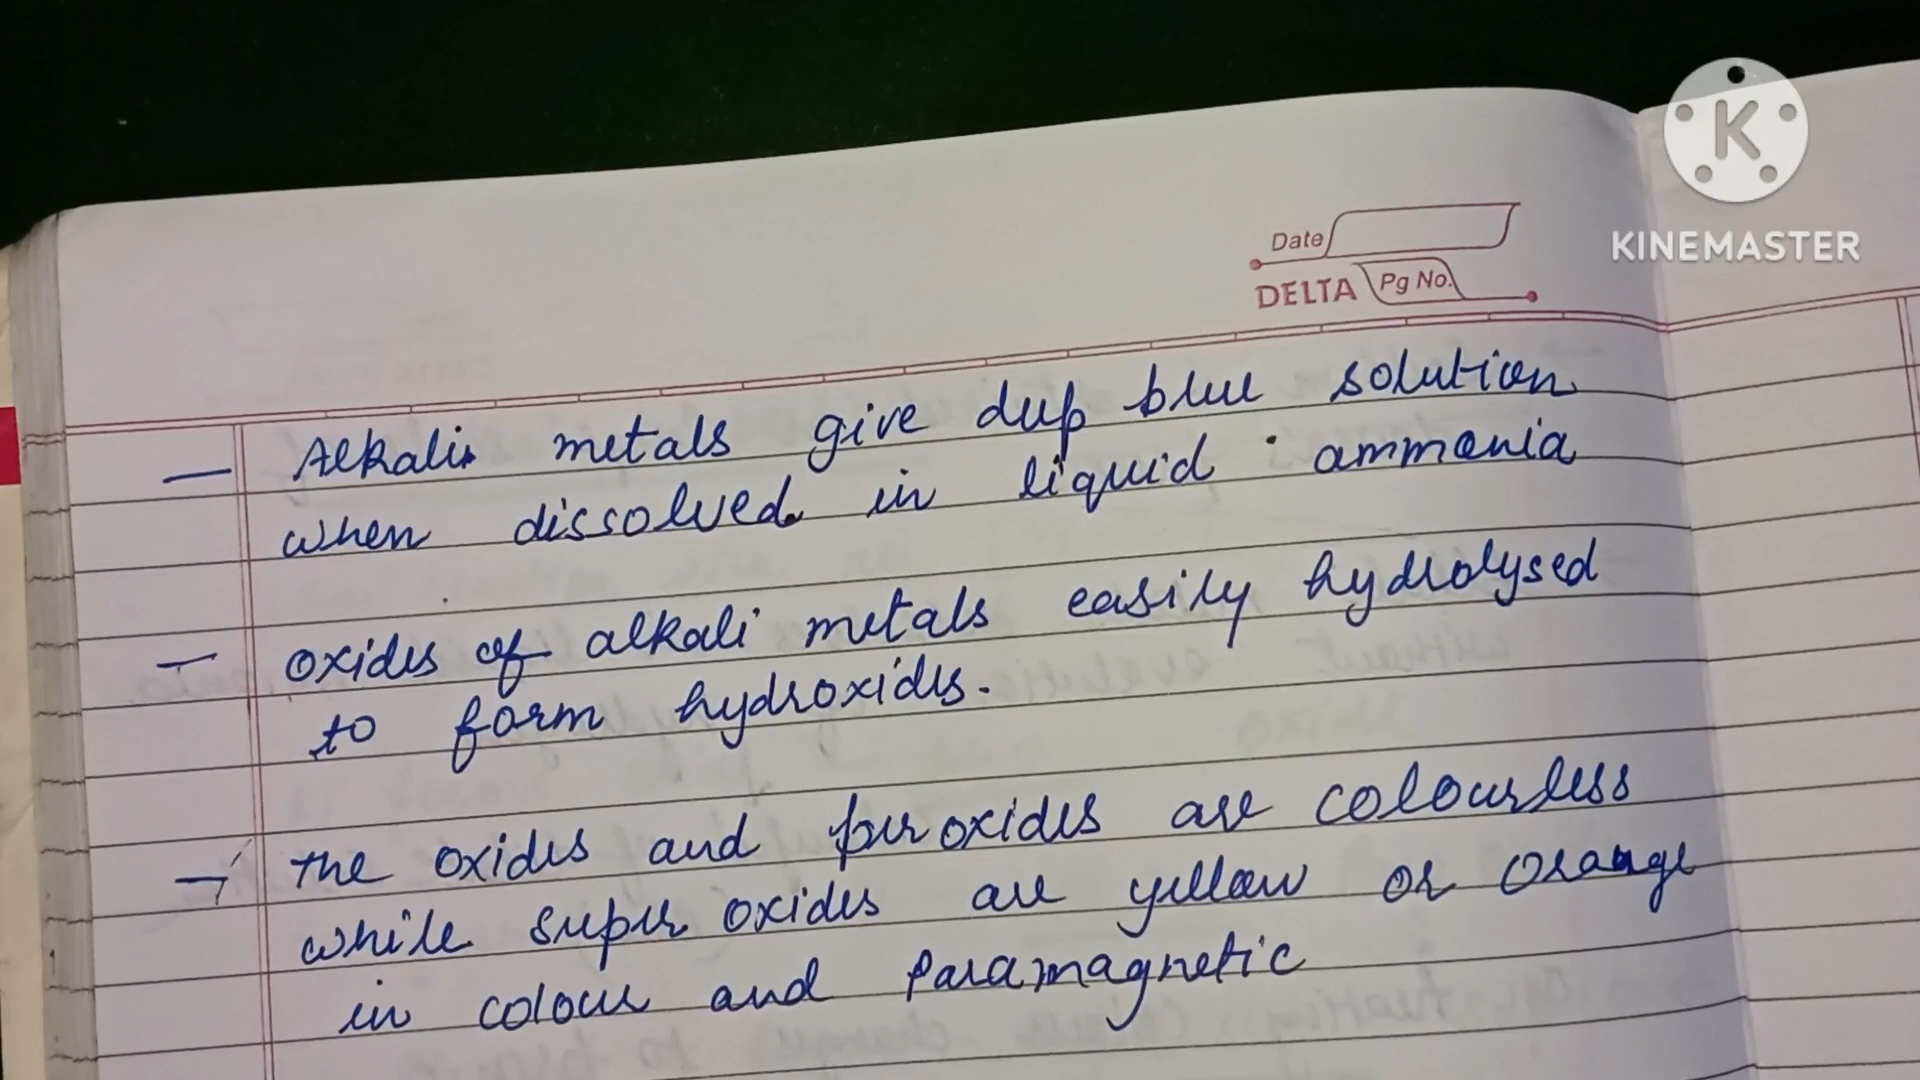 KINEMASTER
Date
DELTA Pg No.
— Alkali metals give deep blue solution
when dissolved in liquid ammonia
— oxides of alkali metals easily hydrolysed
to form hydroxides.
— the oxides and peroxides are colourless
while super oxides are yellow or orange
in colour and paramagnetic